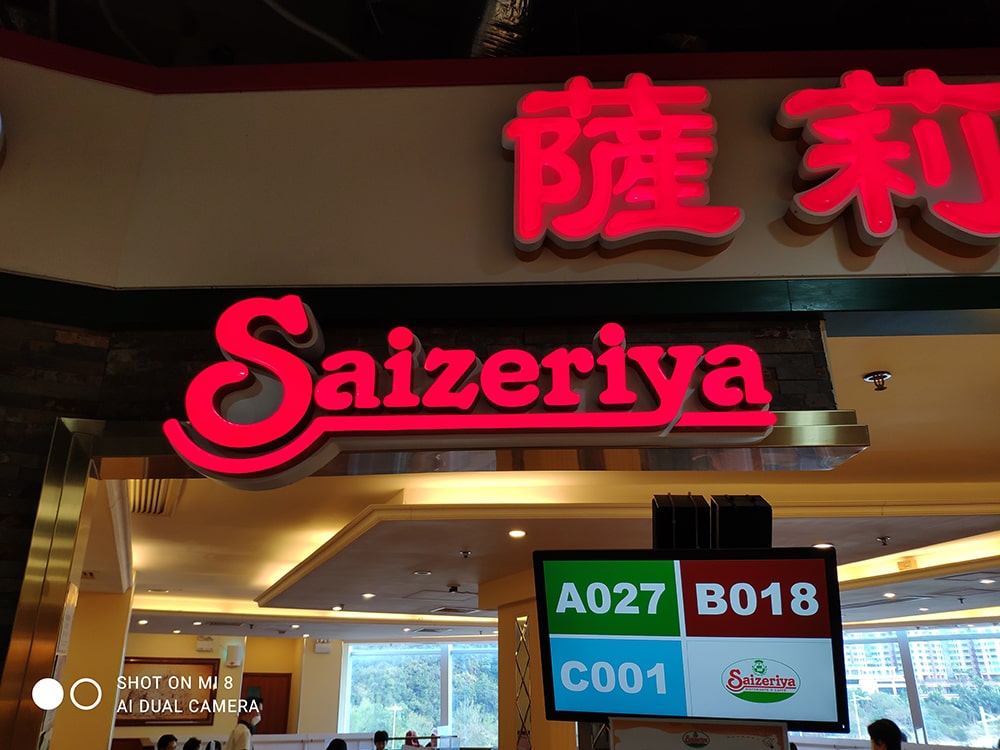 薩莉
Saizeriya
A027 B018
C001 Saizeriya
SHOT ON MI 8
AI DUAL CAMERA